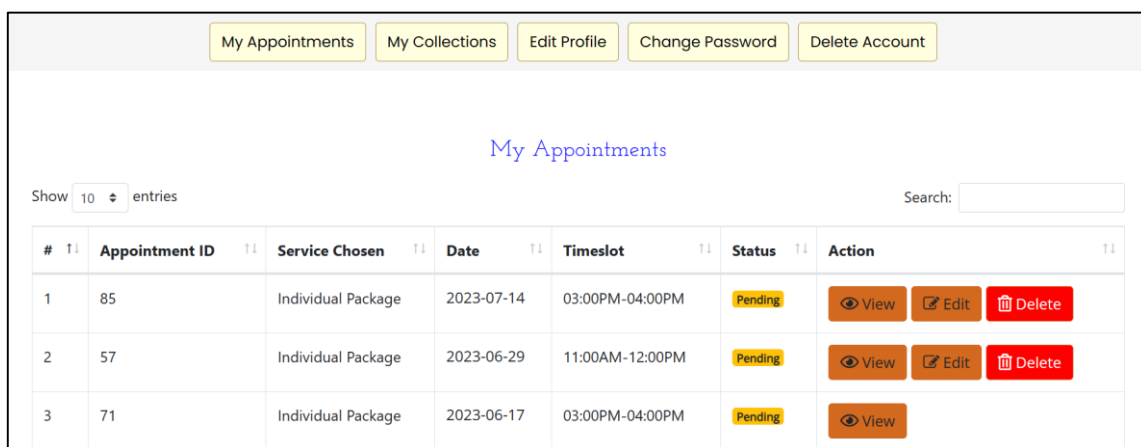 My Appointments My Collections Edit Profile Change Password Delete Account
My Appointments
Show 10 entries Search:
# Appointment ID Service Chosen Date Timeslot Status Action
1 85 Individual Package 2023-07-14 03:00PM-04:00PM Pending View Edit Delete
2 57 Individual Package 2023-06-29 11:00AM-12:00PM Pending View Edit Delete
3 71 Individual Package 2023-06-17 03:00PM-04:00PM Pending View